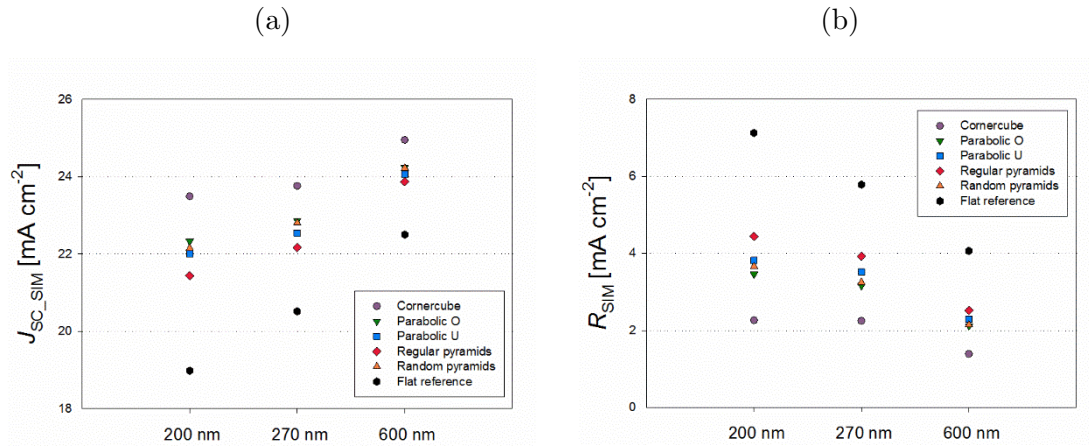 (a)
26
24
22
20
18
J_SC_SIM [mA cm⁻²]
Cornercube
Parabolic O
Parabolic U
Regular pyramids
Random pyramids
Flat reference
200 nm 270 nm 600 nm
(b)
8
6
4
2
0
R_SIM [mA cm⁻²]
Cornercube
Parabolic O
Parabolic U
Regular pyramids
Random pyramids
Flat reference
200 nm 270 nm 600 nm